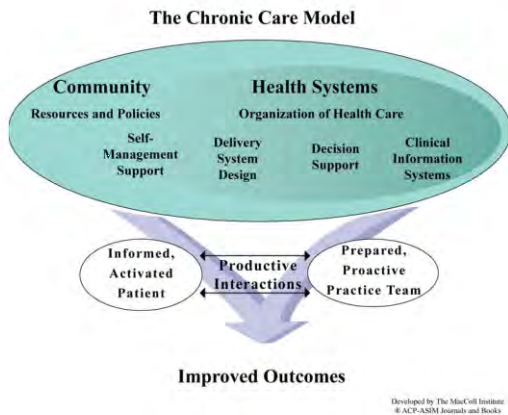 The Chronic Care Model
Community
Health Systems
Resources and Policies
Organization of Health Care
Self-
Management
Support
Delivery
System
Design
Decision
Support
Clinical
Information
Systems
Informed,
Activated
Patient
Productive
Interactions
Prepared,
Proactive
Practice Team
Improved Outcomes
Developed by The MacColl Institute
® ACP-ASIM Journals and Books